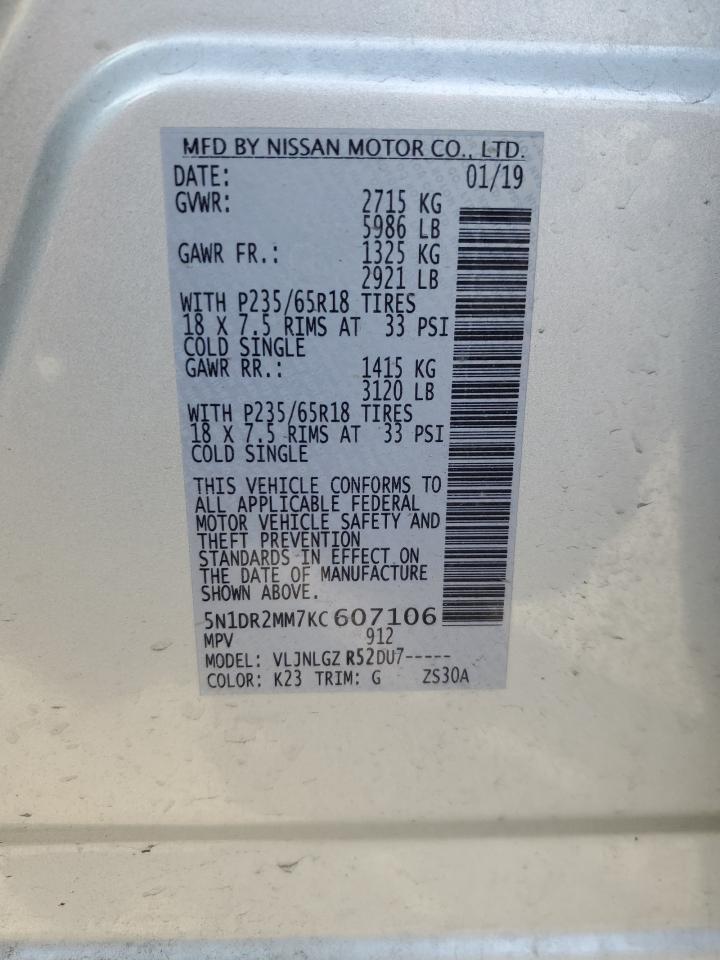 MFD BY NISSAN MOTOR CO., LTD.
DATE: 01/19
GVWR: 2715 KG
5986 LB
GAWR FR.: 1325 KG
2921 LB
WITH P235/65R18 TIRES
18 X 7.5 RIMS AT 33 PSI
COLD SINGLE
GAWR RR.: 1415 KG
3120 LB
WITH P235/65R18 TIRES
18 X 7.5 RIMS AT 33 PSI
COLD SINGLE
THIS VEHICLE CONFORMS TO
ALL APPLICABLE FEDERAL
MOTOR VEHICLE SAFETY AND
THEFT PREVENTION
STANDARDS IN EFFECT ON
THE DATE OF MANUFACTURE
SHOWN ABOVE.
5N1DR2MM7KC607106
MPV 912
MODEL: VLJNLGZ R52DU7-----
COLOR: K23 TRIM: G ZS30A